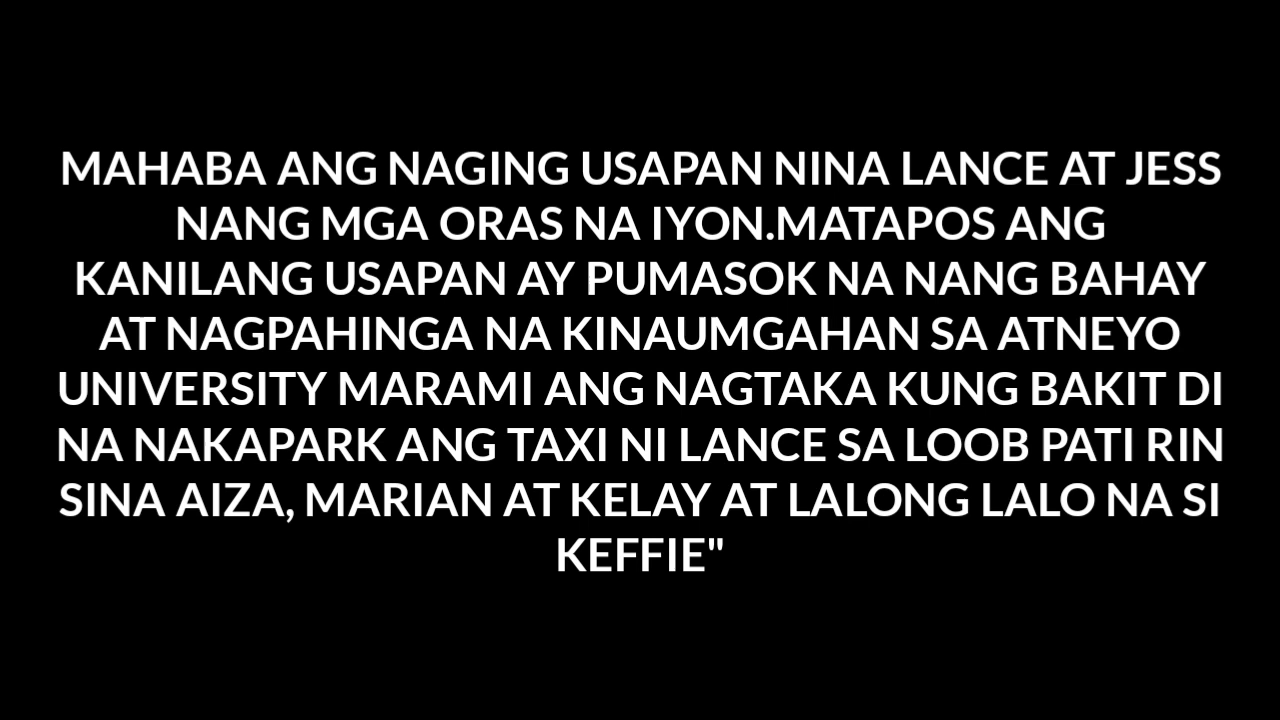 MAHABA ANG NAGING USAPAN NINA LANCE AT JESS
NANG MGA ORAS NA IYON.MATAPOS ANG
KANILANG USAPAN AY PUMASOK NA NANG BAHAY
AT NAGPAHINGA NA KINAUMGAHAN SA ATNEYO
UNIVERSITY MARAMI ANG NAGTAKA KUNG BAKIT DI
NA NAKAPARK ANG TAXI NI LANCE SA LOOB PATI RIN
SINA AIZA, MARIAN AT KELAY AT LALONG LALO NA SI
KEFFIE"